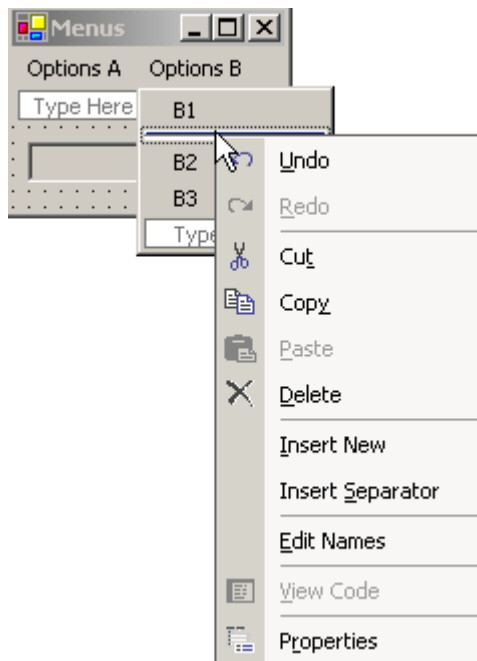 Menus
Options A Options B
Type Here
B1
B2
B3
Type
Undo
Redo
Cut
Copy
Paste
Delete
Insert New
Insert Separator
Edit Names
View Code
Properties